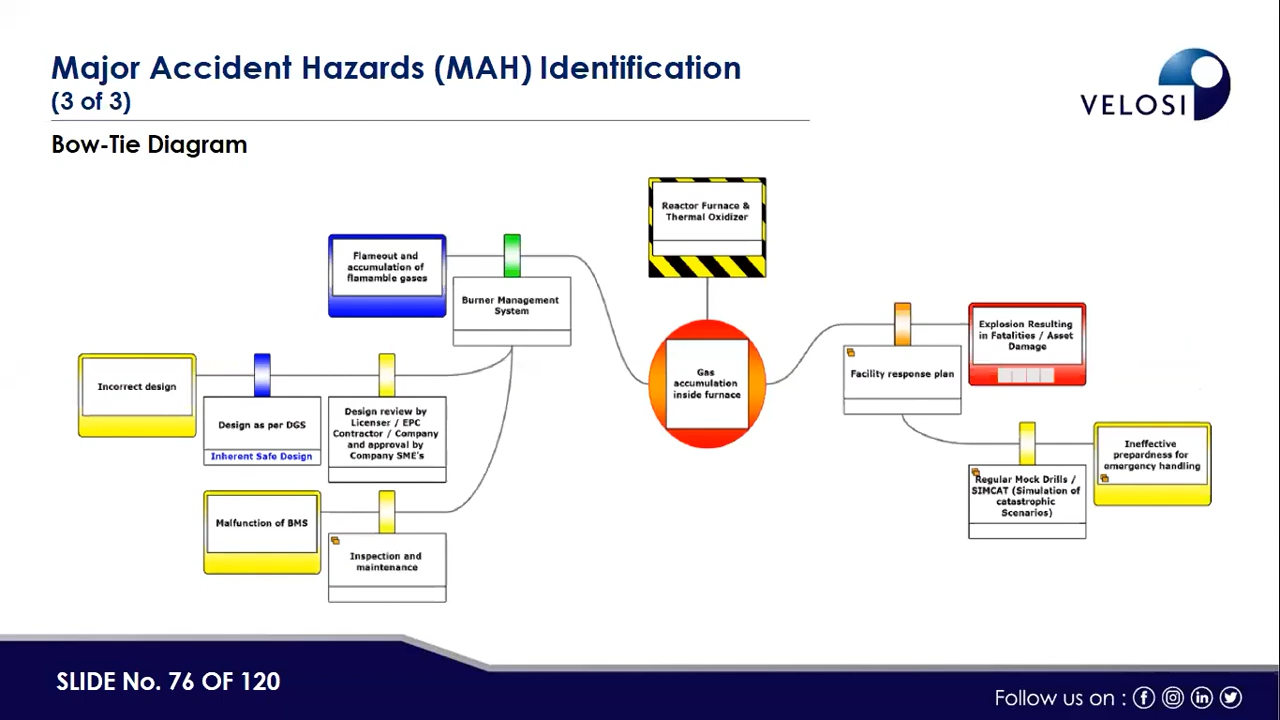 Major Accident Hazards (MAH) Identification
(3 of 3)
VELOSI
Bow-Tie Diagram
Reactor Furnace &
Thermal Oxidizer
Flameout and
accumulation of
flamamble gases
Burner Management
System
Explosion Resulting
in Fatalities / Asset
Damage
Gas
accumulation
inside furnace
Facility response plan
Incorrect design
Design as per DGS
Inherent Safe Design
Design review by
Licenser / EPC
Contractor / Company
and approval by
Company SME's
Ineffective
prepardness for
emergency handling
Regular Mock Drills /
SIMCAT (Simulation of
catastrophic
Scenarios)
Malfunction of BMS
Inspection and
maintenance
SLIDE No. 76 OF 120
Follow us on :